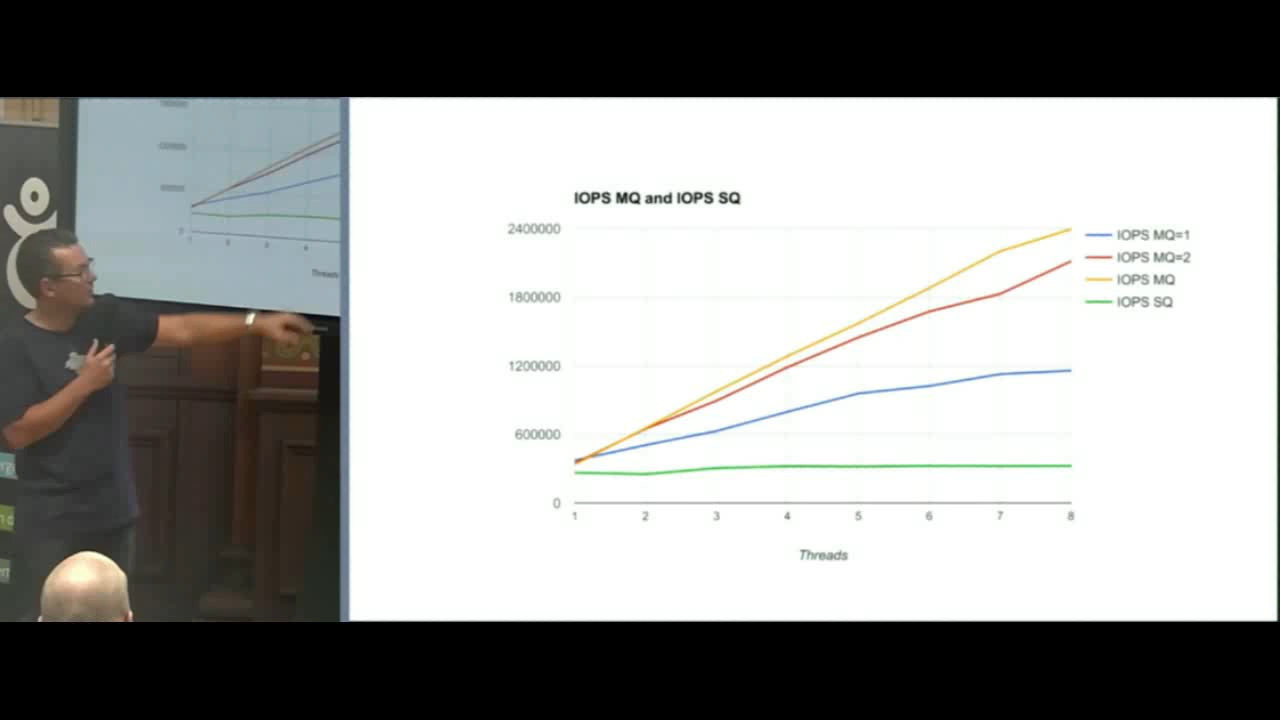 IOPS MQ and IOPS SQ
2400000
1800000
1200000
600000
0
1 2 3 4 5 6 7 8
Threads
IOPS MQ=1
IOPS MQ=2
IOPS MQ
IOPS SQ
Threads